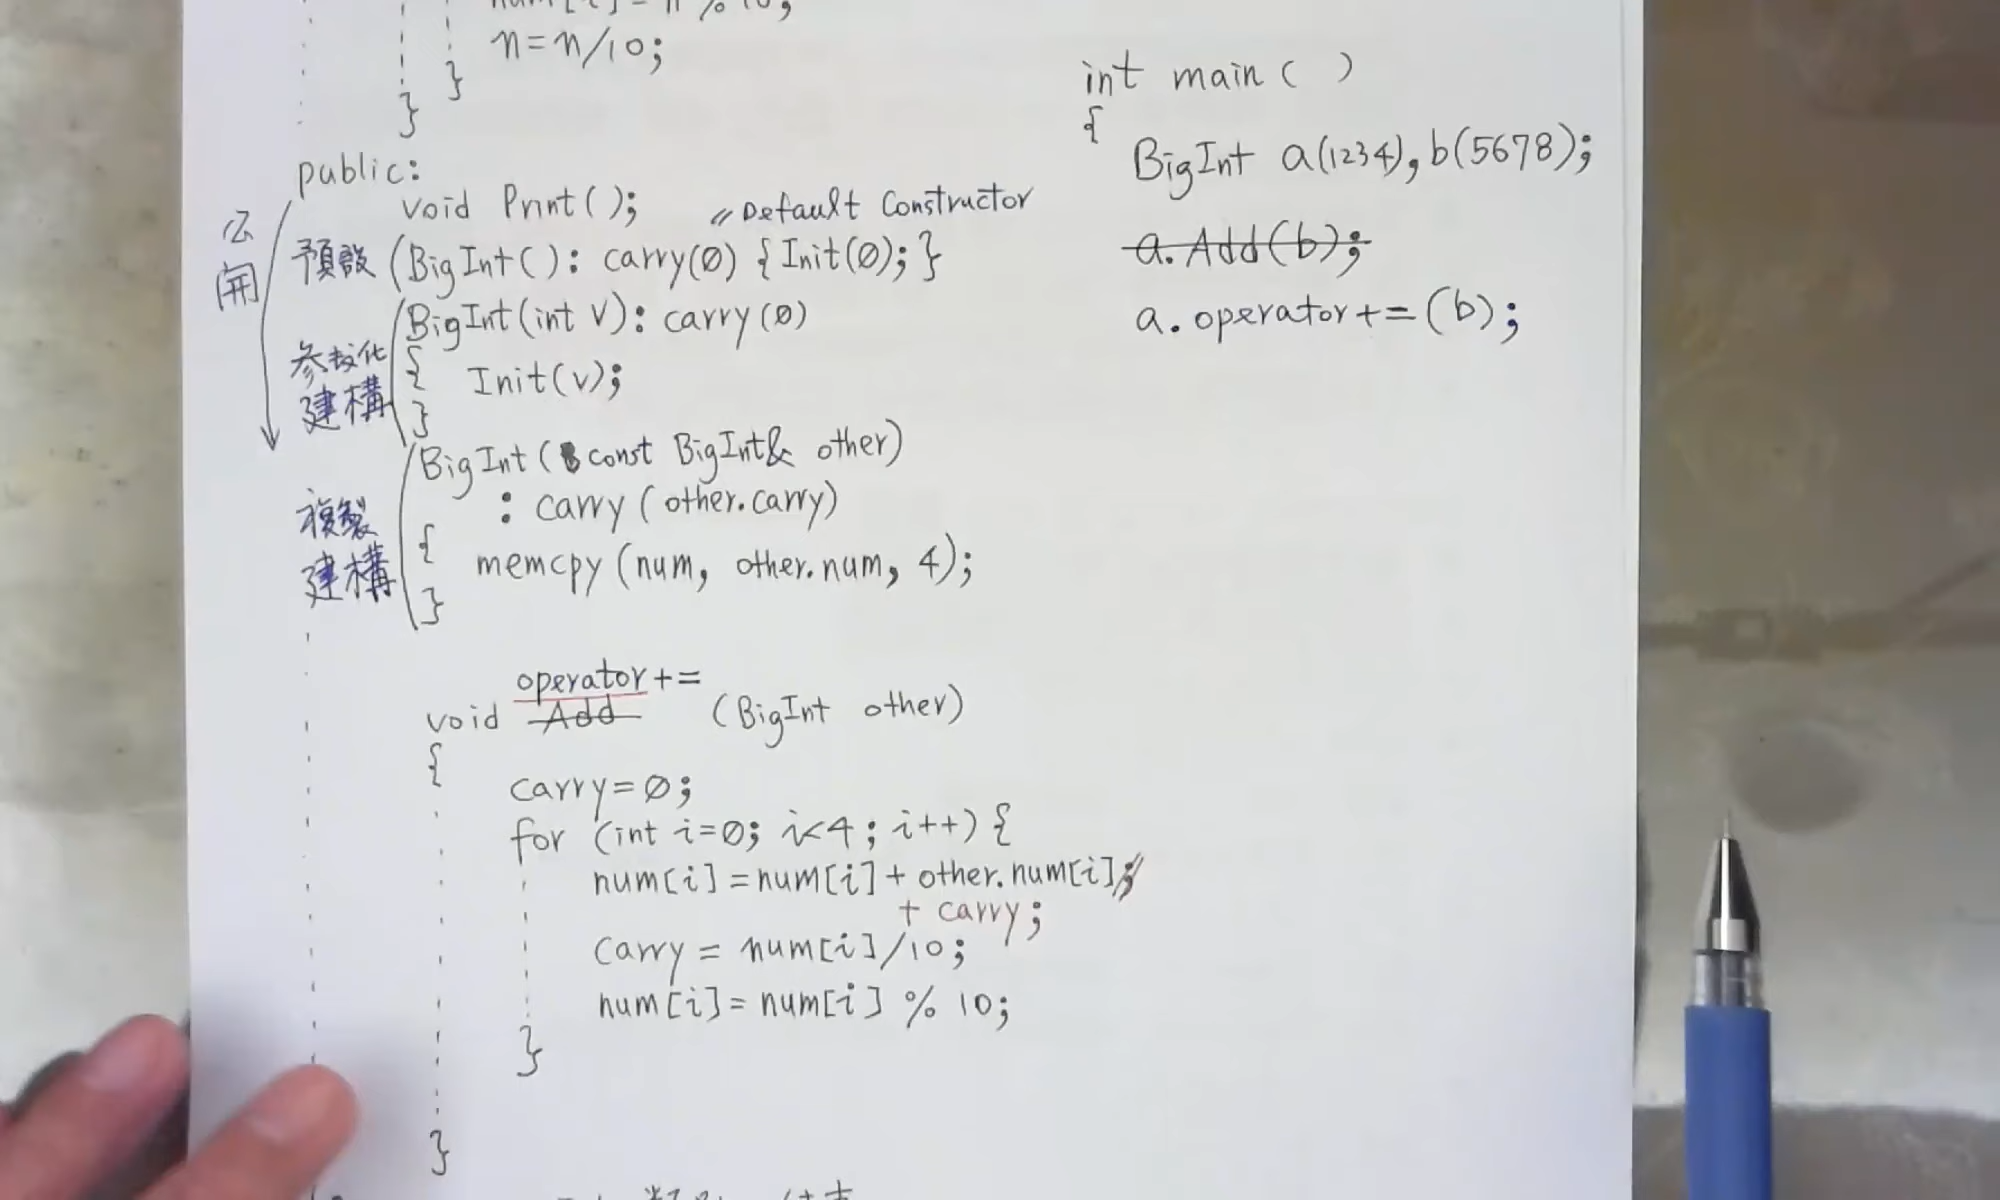 num[i] = n % 10;
n=n/10;
}
}
public:
void Print(); // Default Constructor
公開
預設 (BigInt(): carry(0) {Init(0);}
參數化建構
BigInt(int V): carry(0)
{ Init(v);
}
複製建構
BigInt( const BigInt& other)
: carry(other.carry)
{
memcpy(num, other.num, 4);
}
operator+=
void Add (BigInt other)
{
carry=0;
for (int i=0; i<4; i++) {
num[i]=num[i]+ other.num[i];
+ carry;
carry = num[i]/10;
num[i]=num[i] % 10;
}
}
int main( )
{
BigInt a(1234),b(5678);
a.Add(b);
a.operator+=(b);